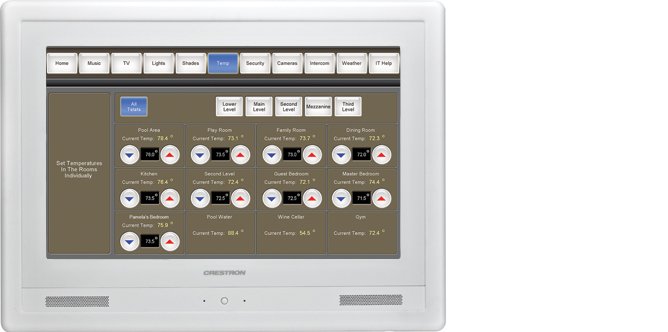 Home Music TV Lights Shades Temp Security Cameras Intercom Weather IT Help
All
Tstats
Lower
Level
Main
Level
Second
Level
Mezzanine
Third
Level
Set Temperatures
In The Rooms
Individually
Pool Area
Current Temp: 78.4 °
76.0 °
Play Room
Current Temp: 73.1 °
73.5 °
Family Room
Current Temp: 73.7 °
73.0 °
Dining Room
Current Temp: 72.3 °
72.0 °
Kitchen
Current Temp: 76.4 °
73.5 °
Second Level
Current Temp: 72.4 °
72.5 °
Guest Bedroom
Current Temp: 72.1 °
72.5 °
Master Bedroom
Current Temp: 74.4 °
71.5 °
Pamela's Bedroom
Current Temp: 75.9 °
73.5 °
Pool Water
Current Temp: 88.4 °
Wine Cellar
Current Temp: 54.5 °
Gym
Current Temp: 72.4 °
CRESTRON